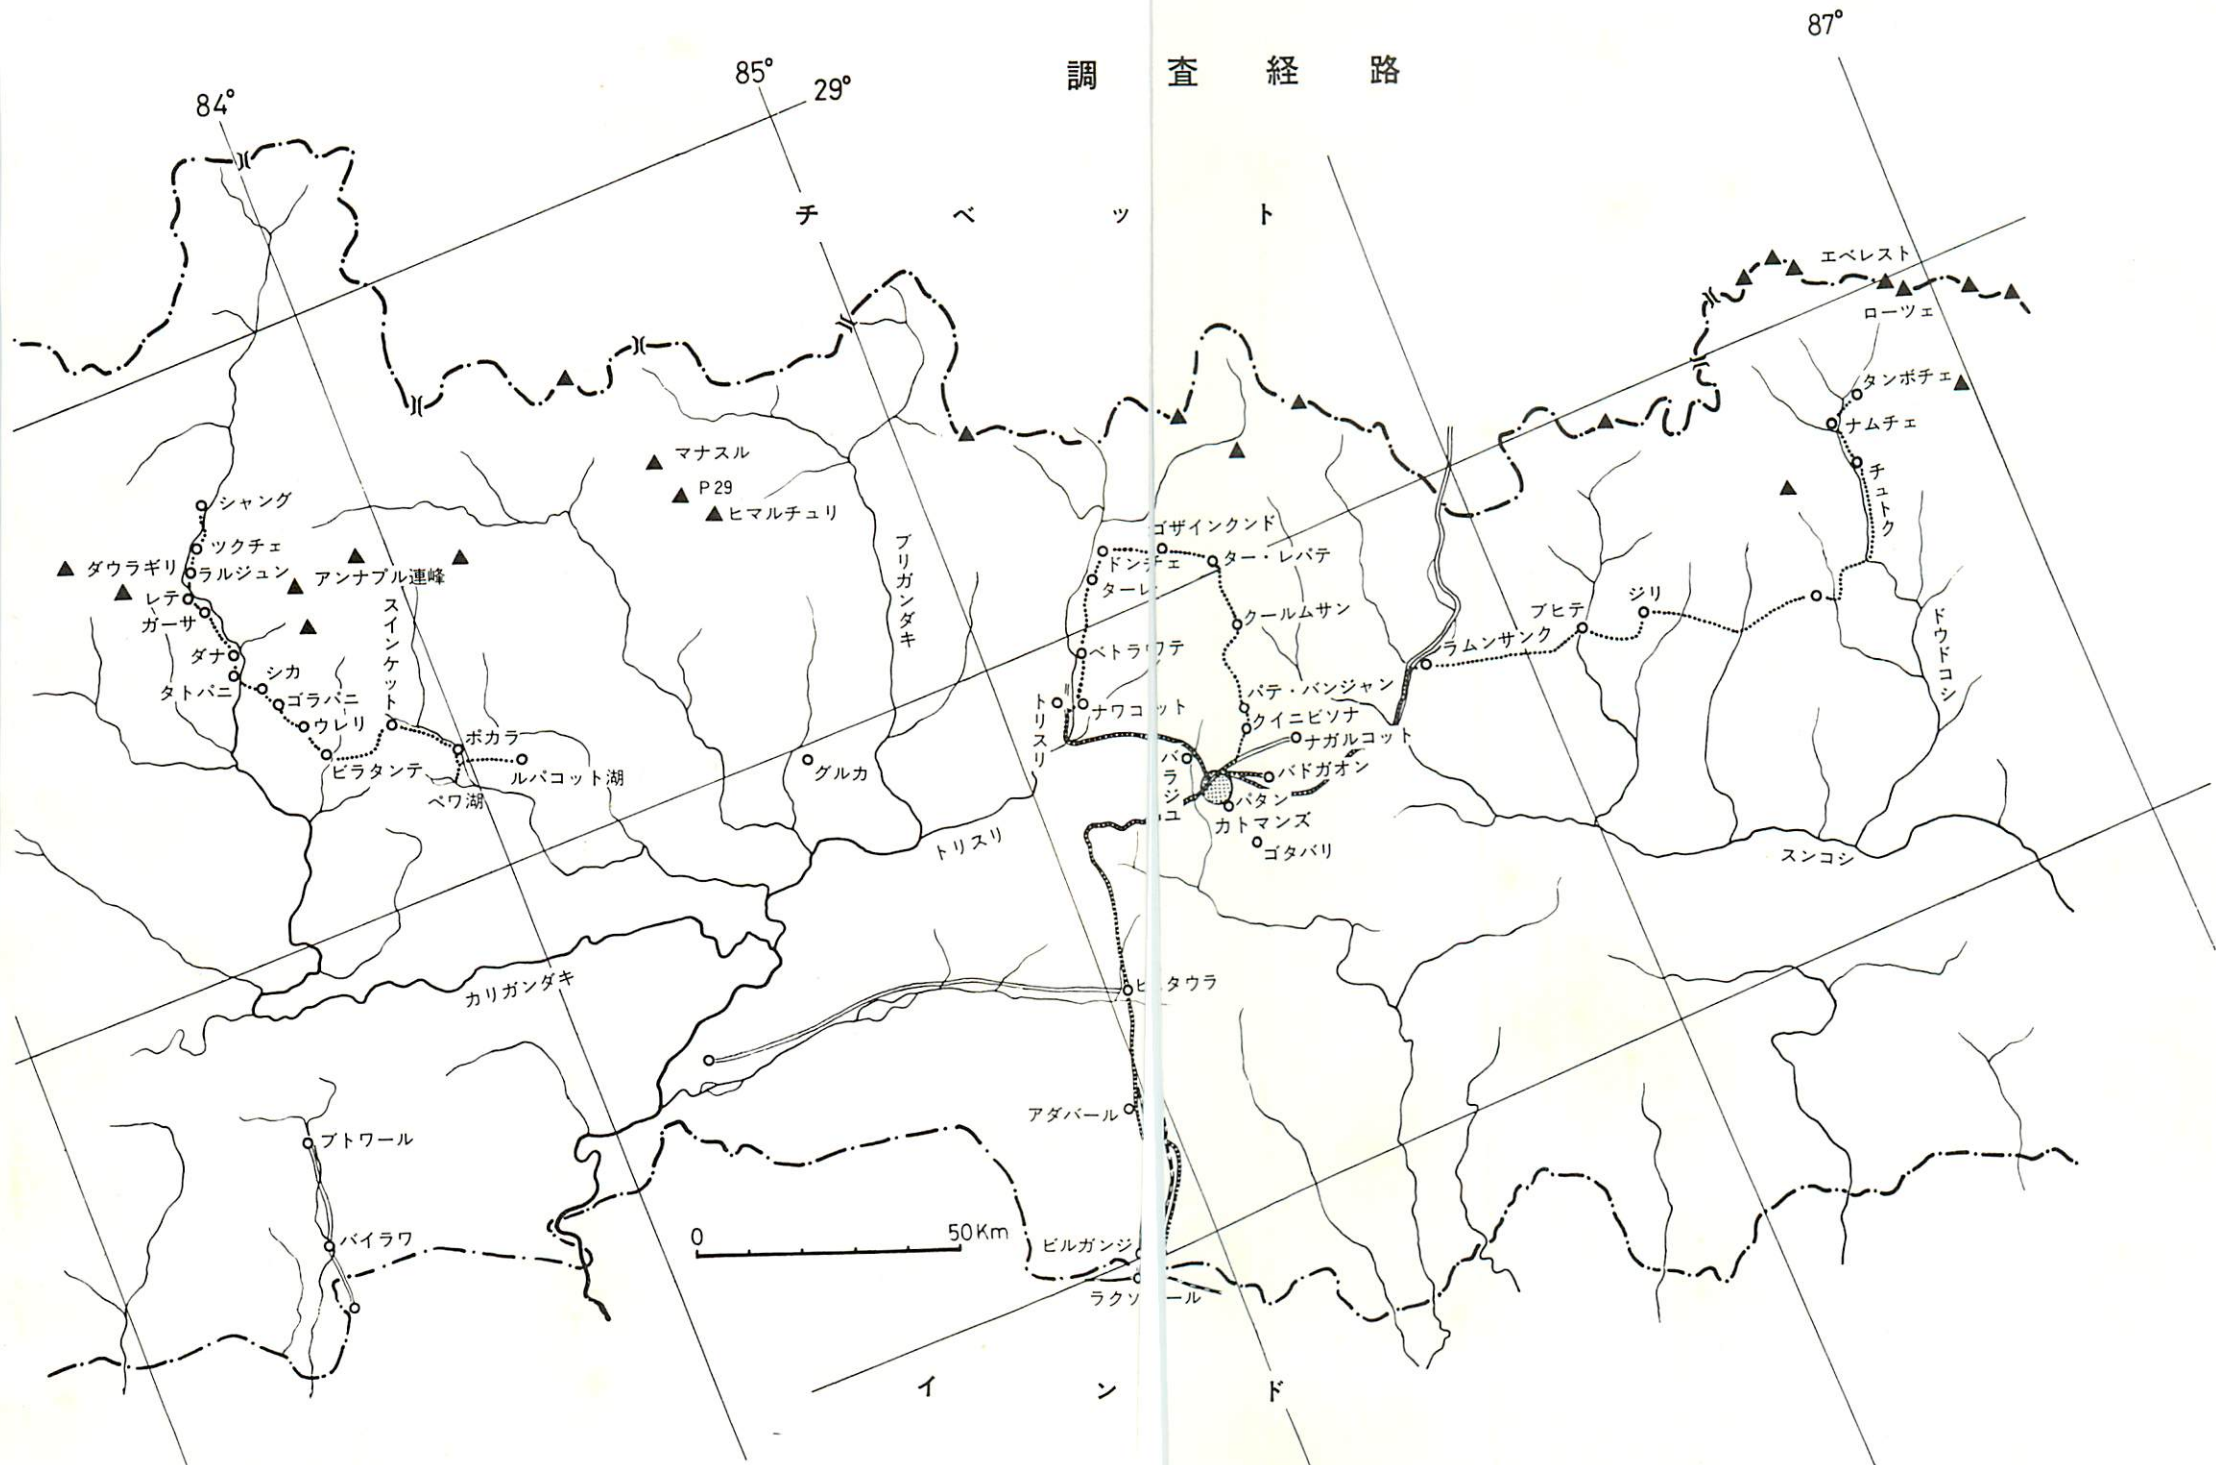 調査経路
84°
85°
29°
87°
チベット
エベレスト
ローツェ
タンボチェ
ナムチェ
チュトク
ドウドコシ
マナスル
P29
ヒマルチュリ
シャング
ツクチェ
ダウラギリ
ラルジュン
アンナプル連峰
レテ
ガーサ
ダナ
タトパニ
シカ
ゴラパニ
ウレリ
ビラタンテ
スインケット
ポカラ
ルパコット湖
ペワ湖
ブリガンダキ
グルカ
ゴザインクンド
ドンチェ
ター・レパテ
ターレ
クールムサン
ベトラワテ
トリスリ
ナワコット
パテ・バンジャン
クイニビソナ
ナガルコット
バラジュ
バドガオン
パタン
カトマンズ
ゴタバリ
ラムンサンク
ブヒテ
ジリ
トリスリ
スンコシ
カリガンダキ
ヒ タウラ
アダバール
ブトワール
バイラワ
0
50Km
ビルガンジ
ラクソ ール
インド